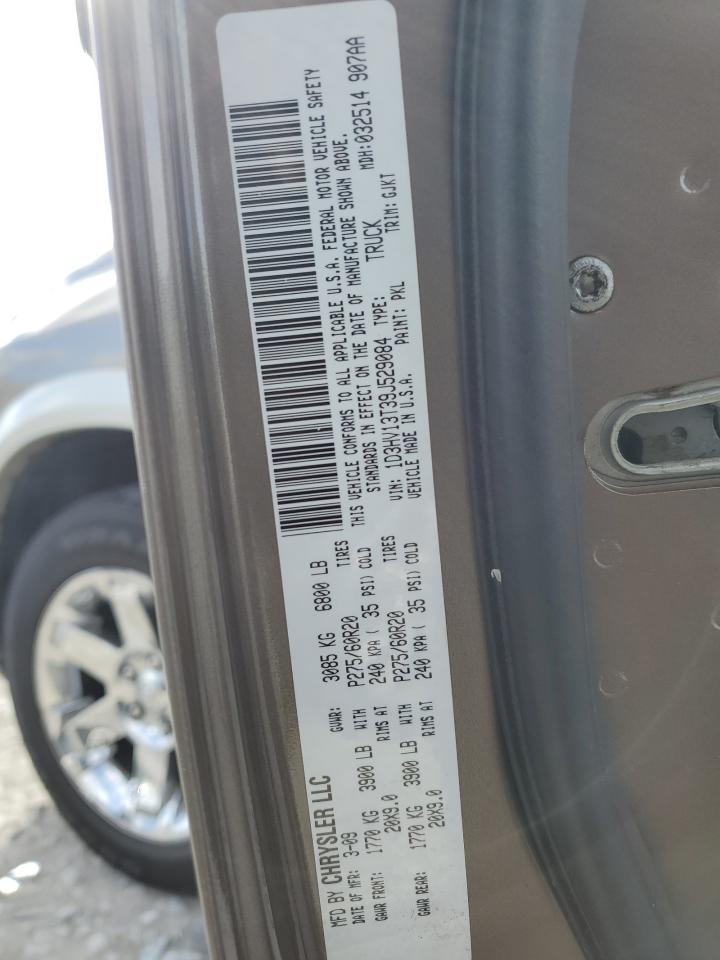 MFD BY CHRYSLER LLC
DATE OF MFR: 3-09 GVWR: 3085 KG 6800 LB
GAWR FRONT: 1770 KG 3900 LB WITH P275/60R20 TIRES
20X9.0 RIMS AT 240 KPA ( 35 PSI) COLD
GAWR REAR: 1770 KG 3900 LB WITH P275/60R20 TIRES
20X9.0 RIMS AT 240 KPA ( 35 PSI) COLD
THIS VEHICLE CONFORMS TO ALL APPLICABLE U.S.A. FEDERAL MOTOR VEHICLE SAFETY
STANDARDS IN EFFECT ON THE DATE OF MANUFACTURE SHOWN ABOVE.
VIN: 1D3HV13T39J529084 TYPE: TRUCK MDH:032514 907AA
VEHICLE MADE IN U.S.A. PAINT: PKL TRIM: GJKT